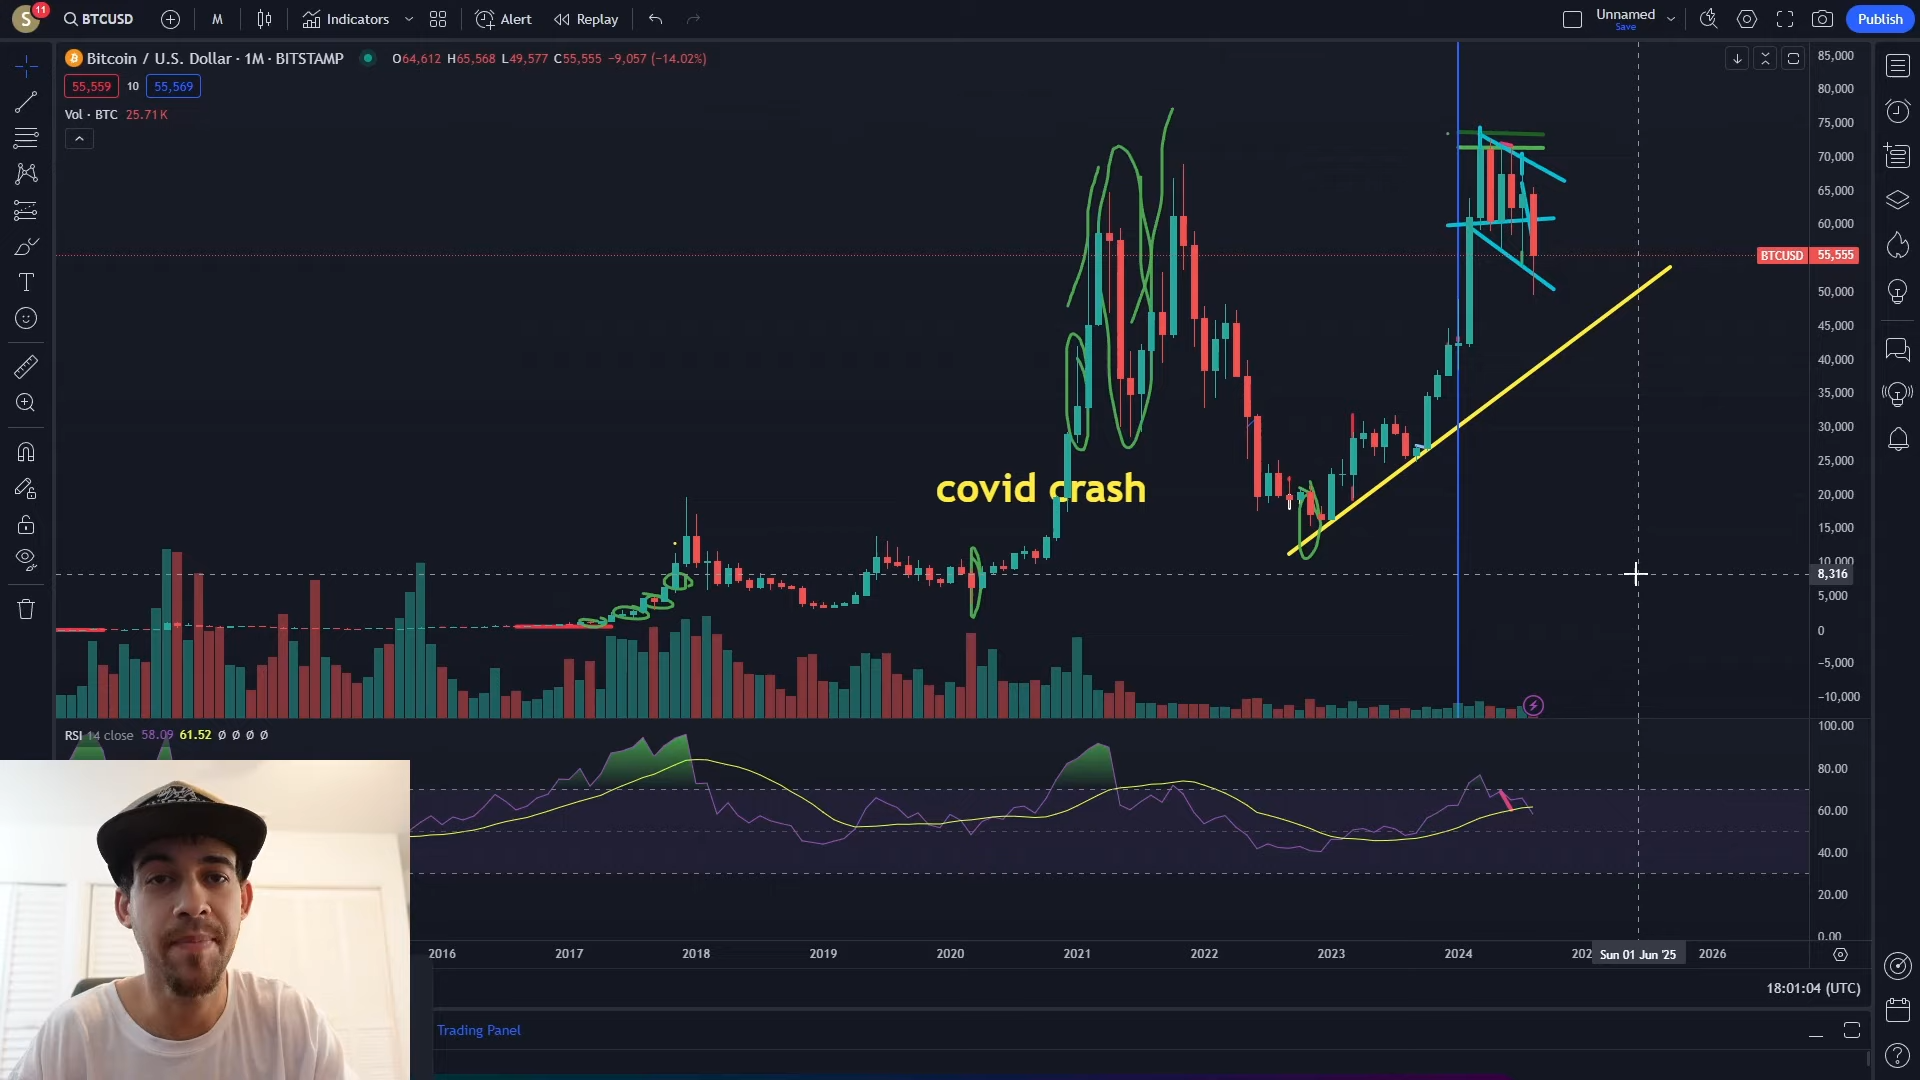 S 11 BTCUSD M Indicators Alert Replay Unnamed Save Publish
Bitcoin / U.S. Dollar · 1M · BITSTAMP O64,612 H65,568 L49,577 C55,555 −9,057 (−14.02%)
55,559 10 55,569
Vol · BTC 25.71K
85,000
80,000
75,000
70,000
65,000
60,000
BTCUSD 55,555
50,000
45,000
40,000
35,000
30,000
25,000
covid crash
20,000
15,000
10,000
8,316
5,000
0
−5,000
−10,000
RSI 14 close 58.09 61.52 Ø Ø Ø Ø
100.00
80.00
60.00
40.00
20.00
0.00
2016 2017 2018 2019 2020 2021 2022 2023 2024 202 Sun 01 Jun '25 2026
18:01:04 (UTC)
Trading Panel